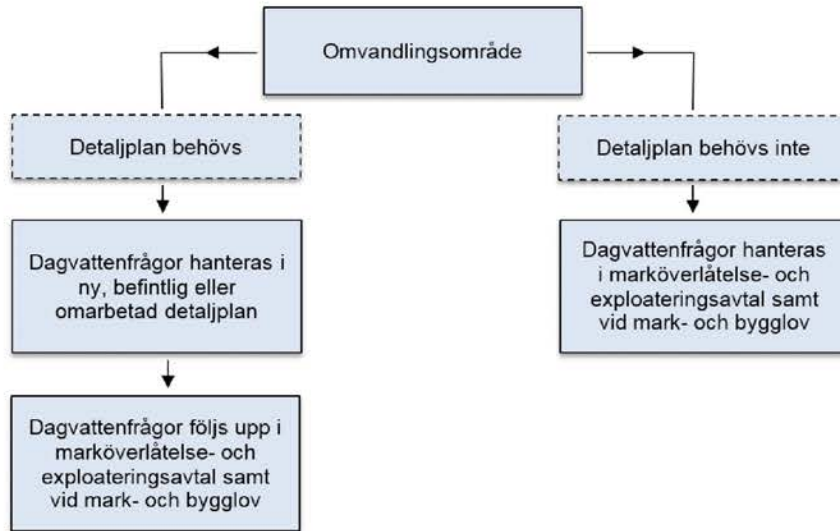 Omvandlingsområde
Detaljplan behövs
Detaljplan behövs inte
Dagvattenfrågor hanteras i
ny, befintlig eller
omarbetad detaljplan
Dagvattenfrågor hanteras
i marköverlåtelse- och
exploateringsavtal samt
vid mark- och bygglov
Dagvattenfrågor följs upp i
marköverlåtelse- och
exploateringsavtal samt
vid mark- och bygglov